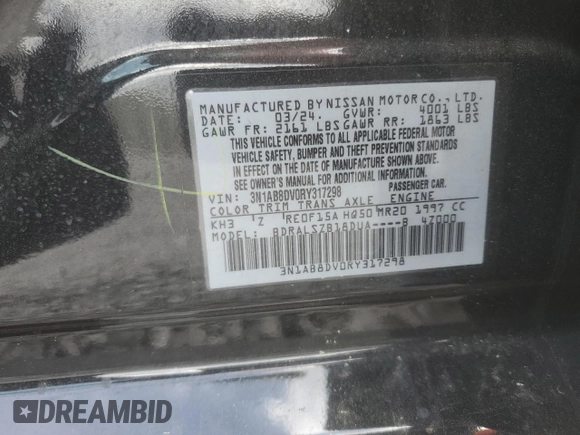 MANUFACTURED BY NISSAN MOTOR CO., LTD.
DATE: 03/24. GVWR: 4001 LBS
GAWR FR: 2161 LBS GAWR RR: 1863 LBS
THIS VEHICLE CONFORMS TO ALL APPLICABLE FEDERAL MOTOR
VEHICLE SAFETY, BUMPER AND THEFT PREVENTION STANDARDS
IN EFFECT ON THE DATE OF MANUFACTURE SHOWN ABOVE.
SEE OWNER'S MANUAL FOR ADDITIONAL INFORMATION.
VIN: 3N1AB8DV0RY317298 PASSENGER CAR.
COLOR TRIM TRANS AXLE ENGINE
KH3 'Z 'RE0F15A HQ50 MR20 1997 CC
MODEL: BDRALSZB18DUA----B 47000
3N1AB8DV0RY317298
DREAMBID